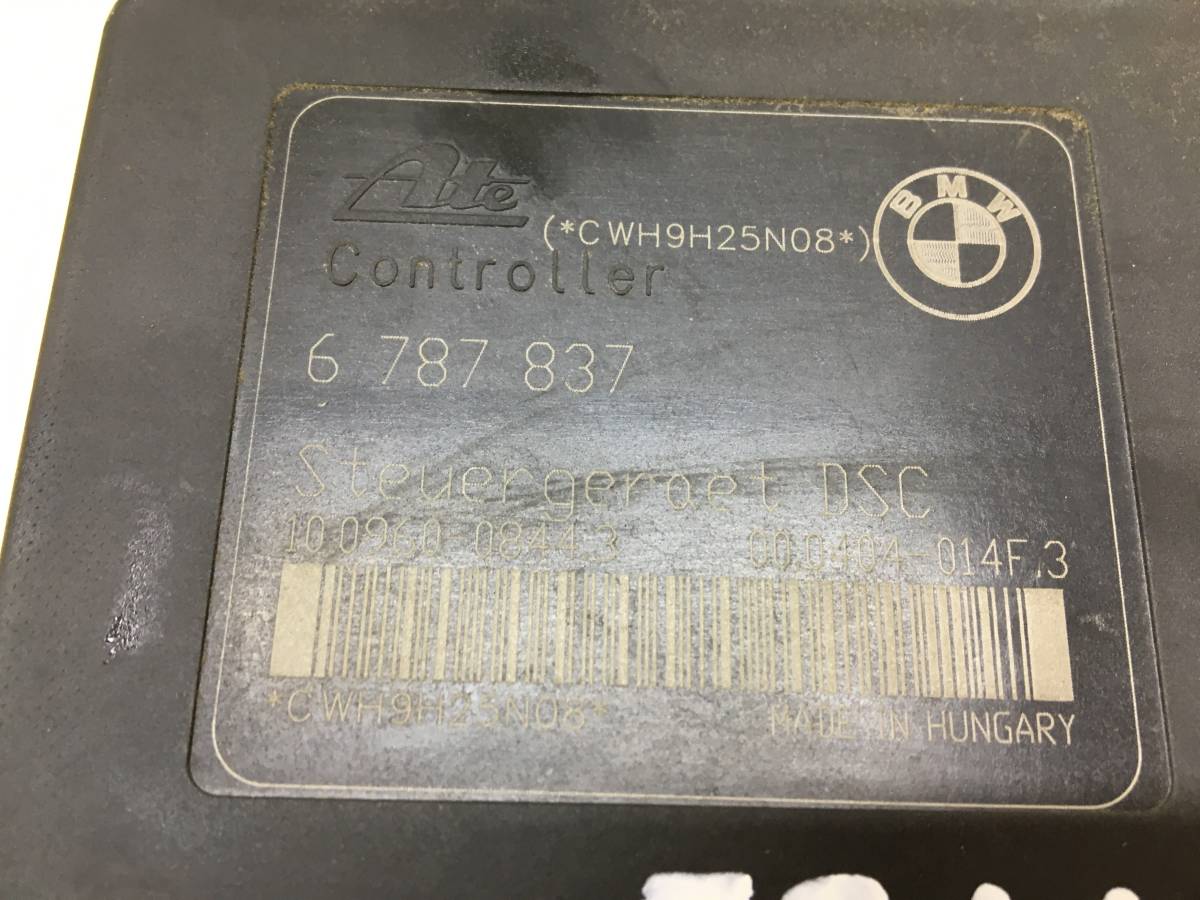 Ate
(*CWH9H25N08*)
BMW
Controller
6 787 837
Steuergeraet DSC
10.0960-0844.3 00.0404-014F.3
*CWH9H25N08*
MADE IN HUNGARY